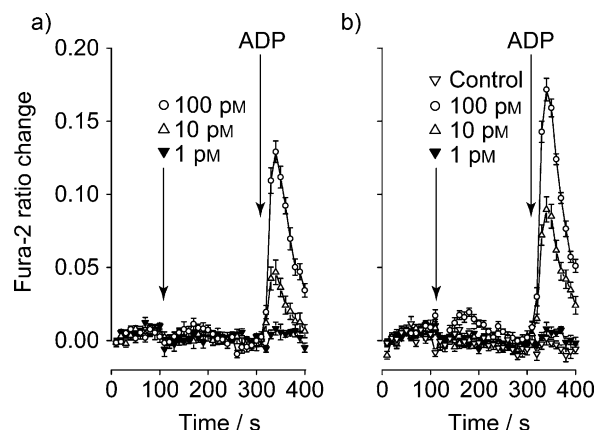 a)
ADP
0.20
0.15
0.10
0.05
0.00
Fura-2 ratio change
100 pM
10 pM
1 pM
0 100 200 300 400
Time / s
b)
ADP
Control
100 pM
10 pM
1 pM
0 100 200 300 400
Time / s